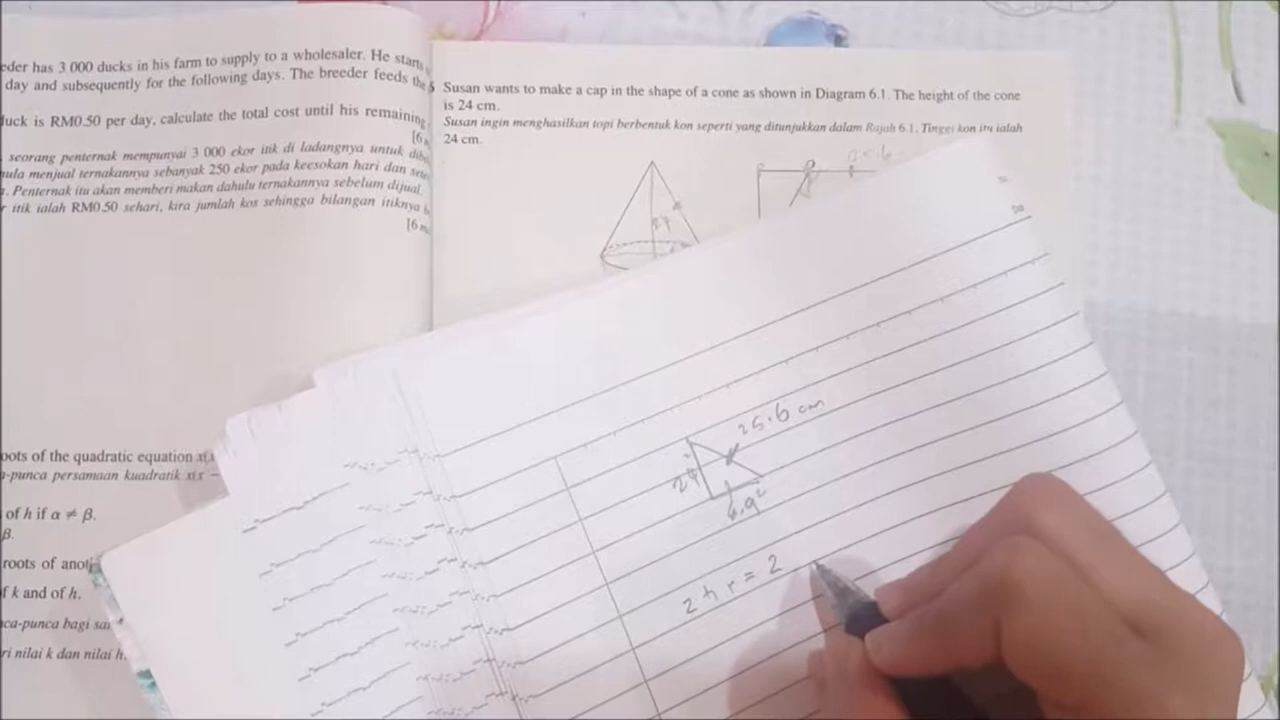 eder has 3 000 ducks in his farm to supply to a wholesaler. He starts
day and subsequently for the following days. The breeder feeds the
duck is RM0.50 per day, calculate the total cost until his remaining
[6
seorang penternak mempunyai 3 000 ekor itik di ladangnya untuk
ula menjual ternakannya sebanyak 250 ekor pada keesokan hari dan
. Penternak itu akan memberi makan dahulu ternakannya sebelum dijual.
r itik ialah RM0.50 sehari, kira jumlah kos sehingga bilangan itiknya
[6
oots of the quadratic equation
-punca persamaan kuadratik
of h if α ≠ β.
β.
roots of
f k and of h.
ca-punca bagi
ri nilai k dan nilai h.
Susan wants to make a cap in the shape of a cone as shown in Diagram 6.1. The height of the cone
is 24 cm.
Susan ingin menghasilkan topi berbentuk kon seperti yang ditunjukkan dalam Rajah 6.1. Tinggi kon itu ialah
24 cm.
24
25.6 cm
24
2 π r = 2